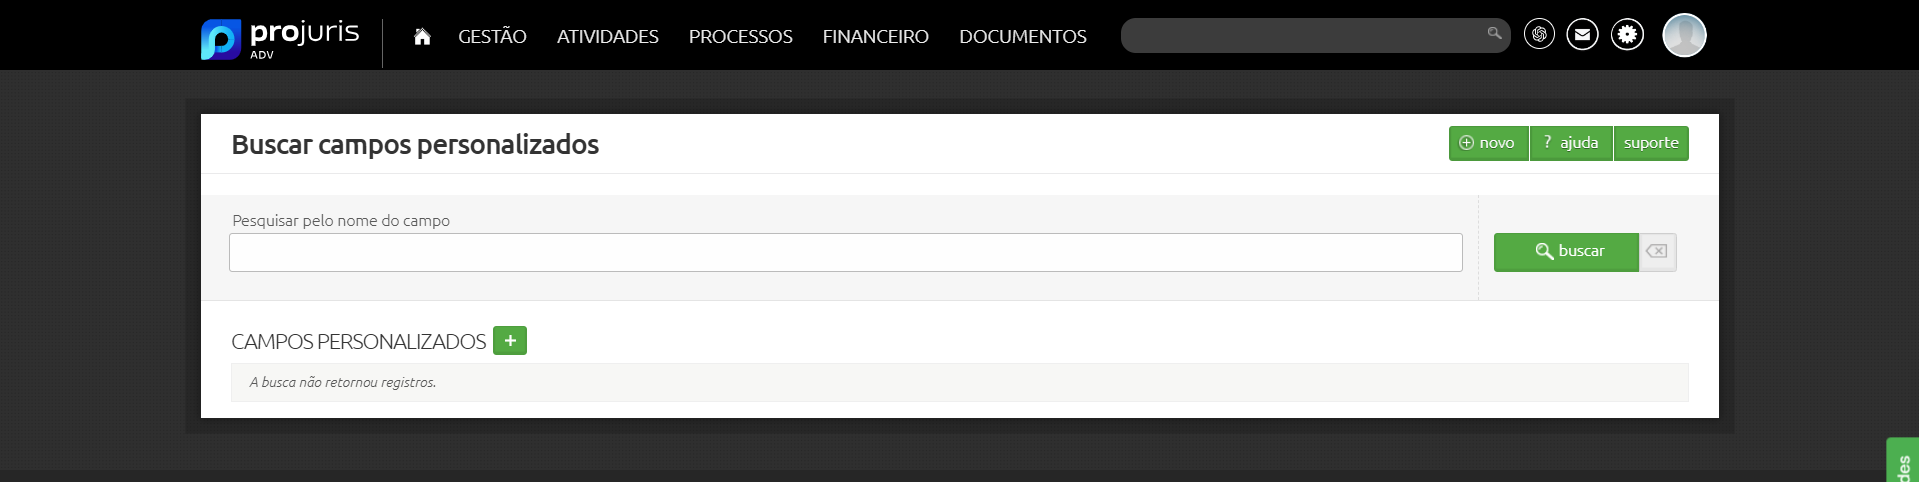 projuris
ADV
GESTÃO ATIVIDADES PROCESSOS FINANCEIRO DOCUMENTOS
Buscar campos personalizados
novo ? ajuda suporte
Pesquisar pelo nome do campo
buscar
CAMPOS PERSONALIZADOS +
A busca não retornou registros.